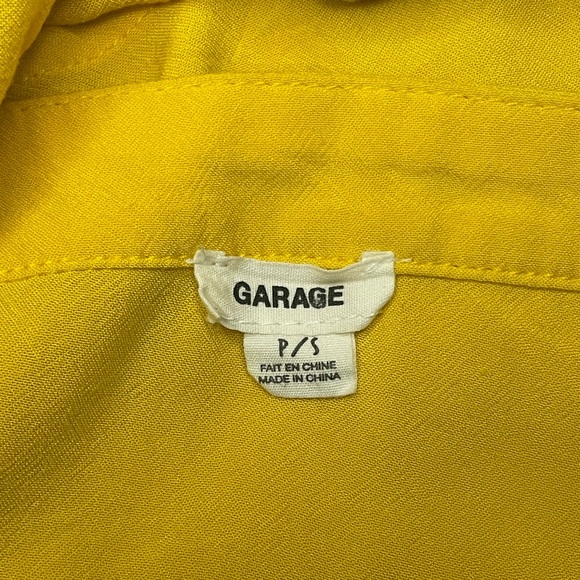 GARAGE
P/S
FAIT EN CHINE
MADE IN CHINA